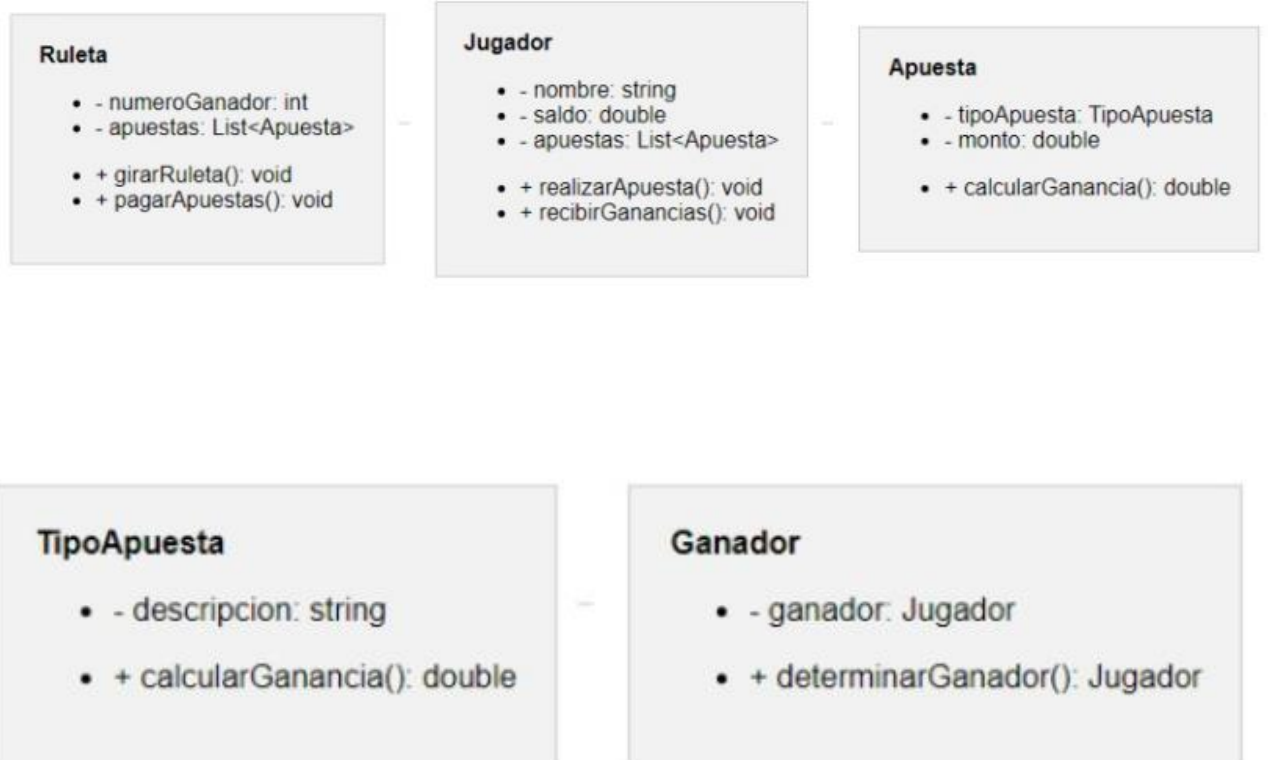 Ruleta
- numeroGanador: int
- apuestas: List<Apuesta>
+ girarRuleta(): void
+ pagarApuestas(): void
Jugador
- nombre: string
- saldo: double
- apuestas: List<Apuesta>
+ realizarApuesta(): void
+ recibirGanancias(): void
Apuesta
- tipoApuesta: TipoApuesta
- monto: double
+ calcularGanancia(): double
TipoApuesta
- descripcion: string
+ calcularGanancia(): double
Ganador
- ganador: Jugador
+ determinarGanador(): Jugador